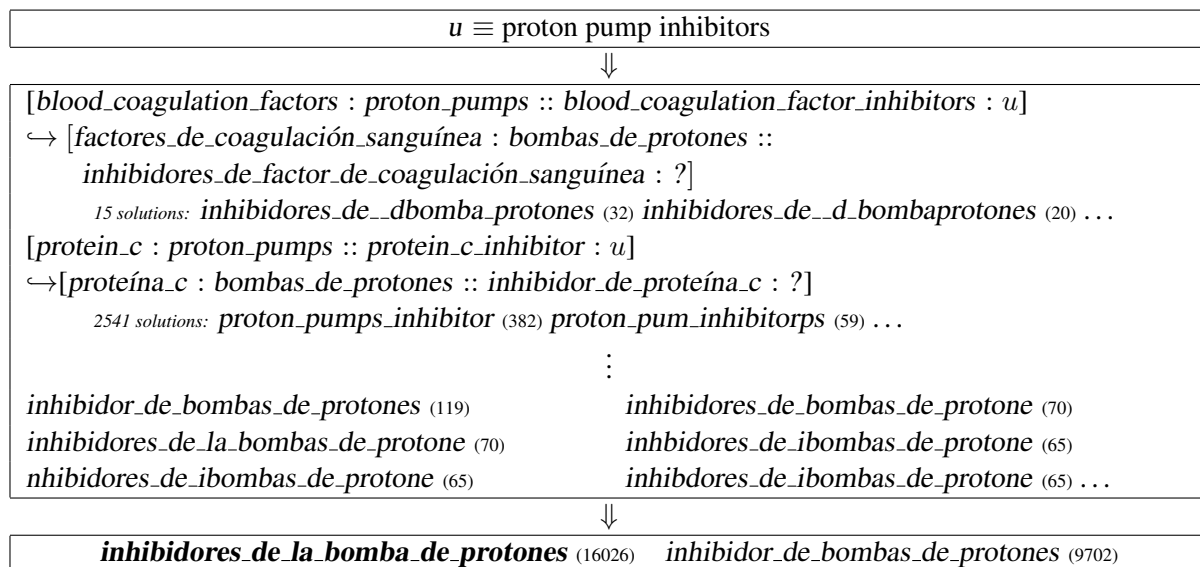 u ≡ proton pump inhibitors
⇓
[blood_coagulation_factors : proton_pumps :: blood_coagulation_factor_inhibitors : u]
↪ [factores_de_coagulación_sanguínea : bombas_de_protones ::
inhibidores_de_factor_de_coagulación_sanguínea : ?]
15 solutions: inhibidores_de__dbomba_protones (32) inhibidores_de__d_bombaprotones (20) …
[protein_c : proton_pumps :: protein_c_inhibitor : u]
↪[proteína_c : bombas_de_protones :: inhibidor_de_proteína_c : ?]
2541 solutions: proton_pumps_inhibitor (382) proton_pum_inhibitorps (59) …
⋮
inhibidor_de_bombas_de_protones (119) inhibidores_de_bombas_de_protone (70)
inhibidores_de_la_bombas_de_protone (70) inhbidores_de_ibombas_de_protone (65)
nhibidores_de_ibombas_de_protone (65) inhibdores_de_ibombas_de_protone (65) …
⇓
inhibidores_de_la_bomba_de_protones (16026) inhibidor_de_bombas_de_protones (9702)